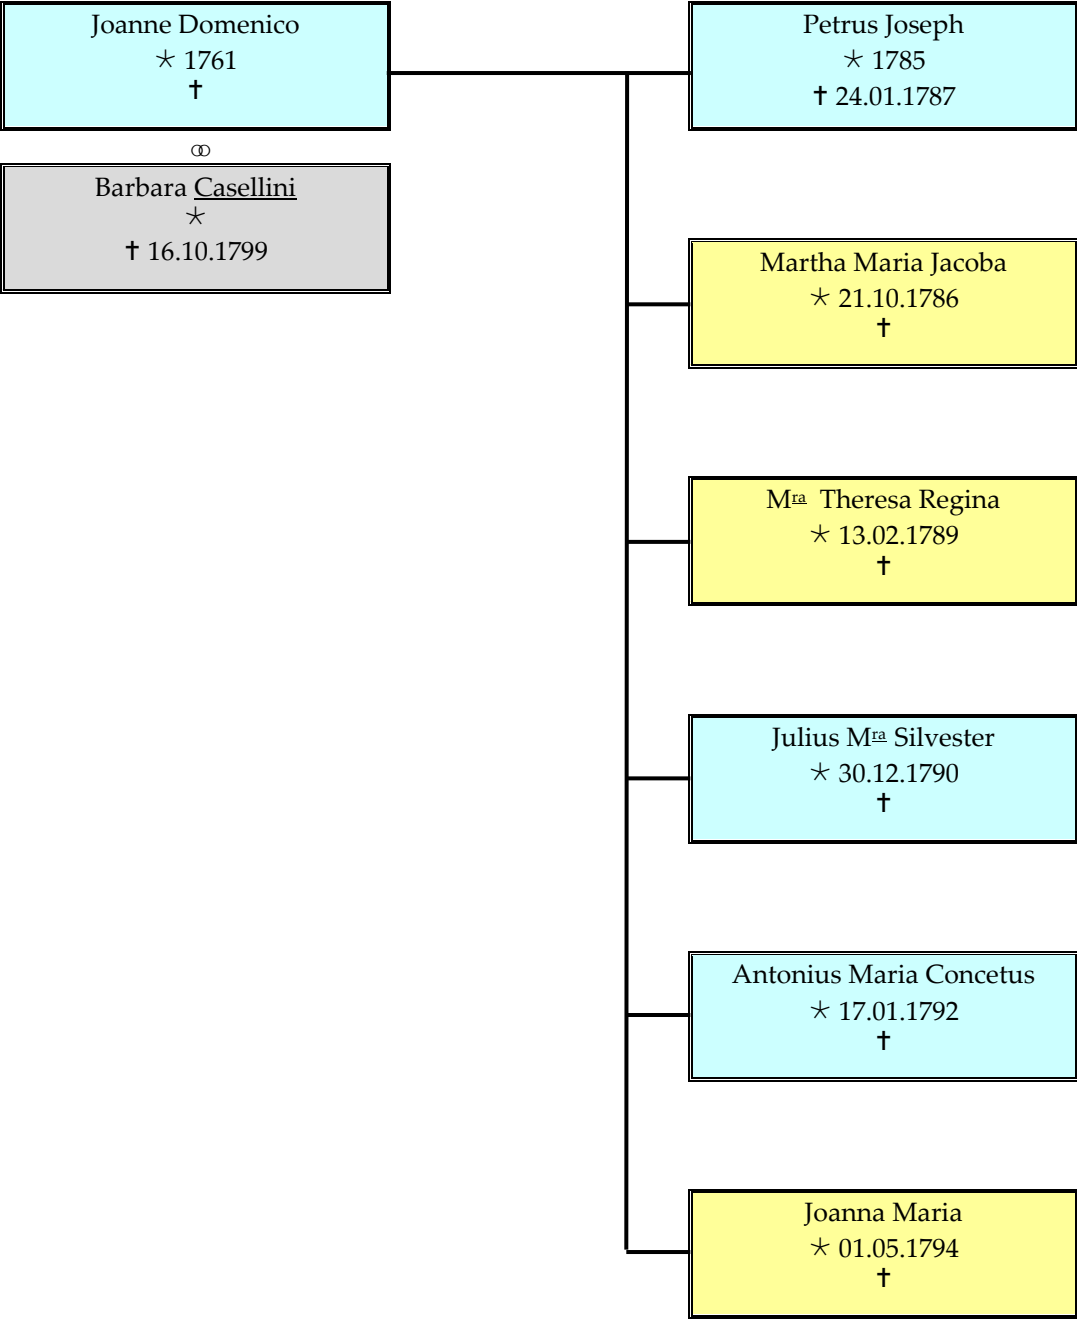 Joanne Domenico
✶ 1761
✝
⚭
Barbara Casellini
✶
✝ 16.10.1799
Petrus Joseph
✶ 1785
✝ 24.01.1787
Martha Maria Jacoba
✶ 21.10.1786
✝
Mra Theresa Regina
✶ 13.02.1789
✝
Julius Mra Silvester
✶ 30.12.1790
✝
Antonius Maria Concetus
✶ 17.01.1792
✝
Joanna Maria
✶ 01.05.1794
✝